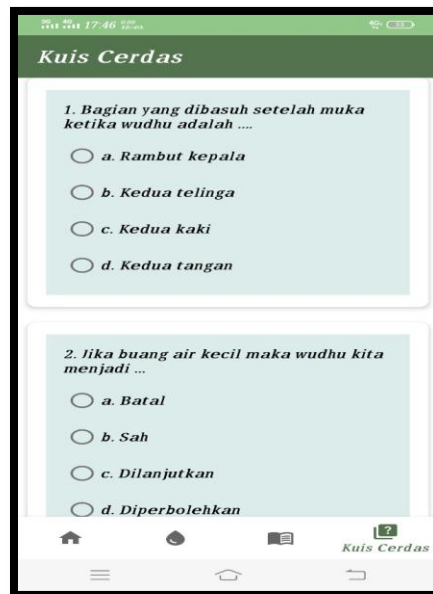 17:46
Kuis Cerdas
1. Bagian yang dibasuh setelah muka
ketika wudhu adalah ....
a. Rambut kepala
b. Kedua telinga
c. Kedua kaki
d. Kedua tangan
2. Jika buang air kecil maka wudhu kita
menjadi ...
a. Batal
b. Sah
c. Dilanjutkan
d. Diperbolehkan
?
Kuis Cerdas